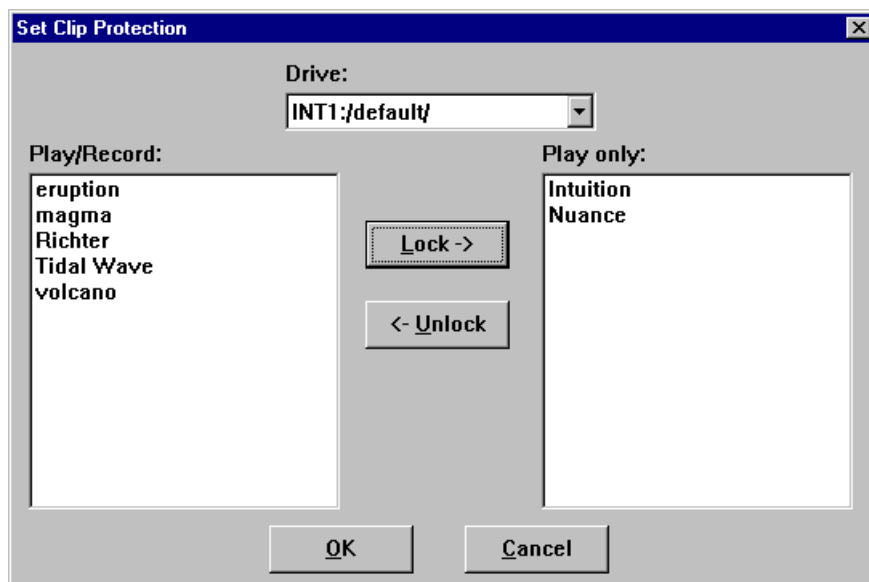 Set Clip Protection
Drive:
INT1:/default/
Play/Record:
eruption
magma
Richter
Tidal Wave
volcano
Lock ->
<- Unlock
Play only:
Intuition
Nuance
OK
Cancel